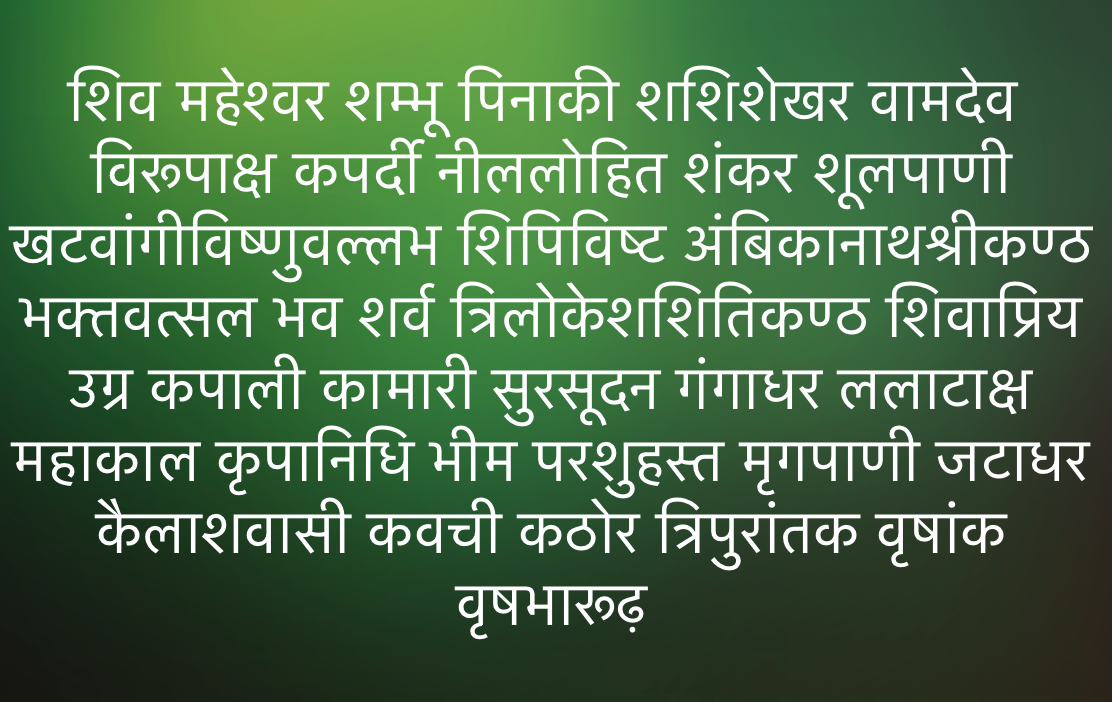 शिव महेश्वर शम्भू पिनाकी शशिशेखर वामदेव
विरूपाक्ष कपर्दी नीललोहित शंकर शूलपाणी
खटवांगीविष्णुवल्लभ शिपिविष्ट अंबिकानाथश्रीकण्ठ
भक्तवत्सल भव शर्व त्रिलोकेशशितिकण्ठ शिवाप्रिय
उग्र कपाली कामारी सुरसूदन गंगाधर ललाटाक्ष
महाकाल कृपानिधि भीम परशुहस्त मृगपाणी जटाधर
कैलाशवासी कवची कठोर त्रिपुरांतक वृषांक
वृषभारूढ़